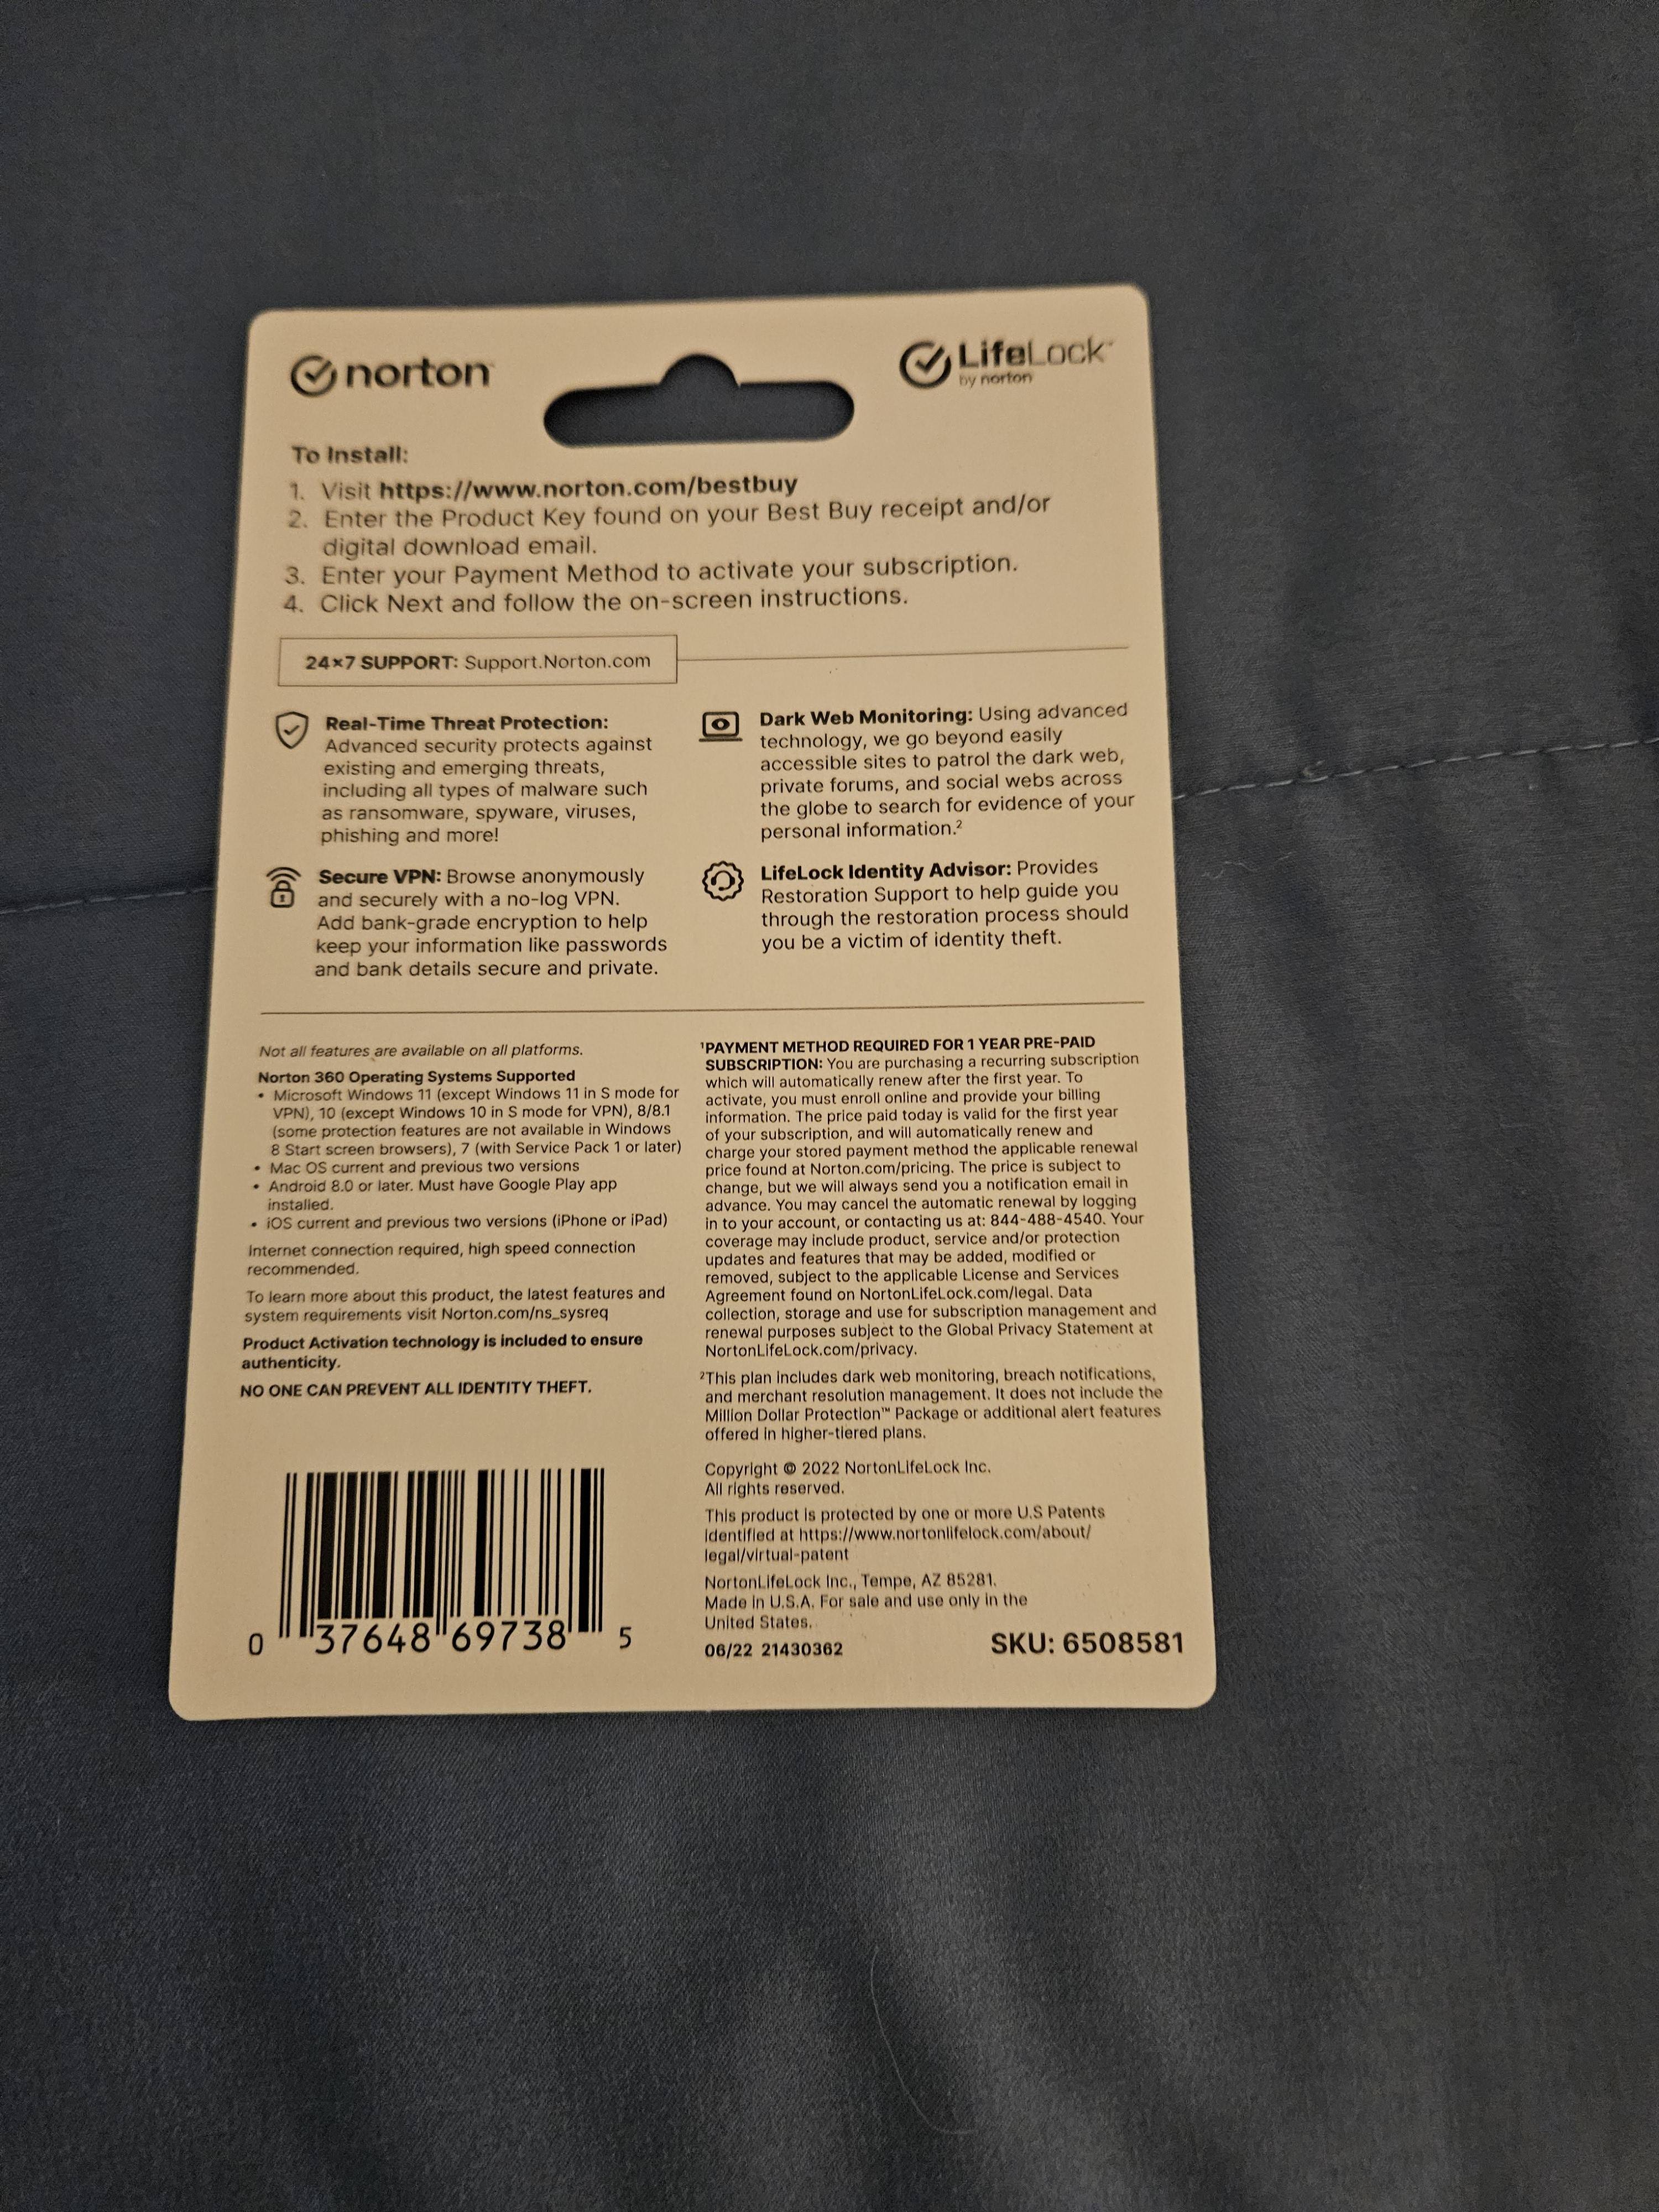 norton
LifeLock
by norton
To Install:
1. Visit https://www.norton.com/bestbuy
2. Enter the Product Key found on your Best Buy receipt and/or
digital download email.
3. Enter your Payment Method to activate your subscription.
4. Click Next and follow the on-screen instructions.
24x7 SUPPORT: Support.Norton.com
Real-Time Threat Protection:
Advanced security protects against
existing and emerging threats,
including all types of malware such
as ransomware, spyware, viruses,
phishing and more!
Secure VPN: Browse anonymously
and securely with a no-log VPN.
Add bank-grade encryption to help
keep your information like passwords
and bank details secure and private.
Dark Web Monitoring: Using advanced
technology, we go beyond easily
accessible sites to patrol the dark web,
private forums, and social webs across
the globe to search for evidence of your
personal information.²
LifeLock Identity Advisor: Provides
Restoration Support to help guide you
through the restoration process should
you be a victim of identity theft.
Not all features are available on all platforms.
Norton 360 Operating Systems Supported
• Microsoft Windows 11 (except Windows 11 in S mode for
VPN), 10 (except Windows 10 in S mode for VPN), 8/8.1
(some protection features are not available in Windows
8 Start screen browsers), 7 (with Service Pack 1 or later)
• Mac OS current and previous two versions
• Android 8.0 or later. Must have Google Play app
installed.
• iOS current and previous two versions (iPhone or iPad)
Internet connection required, high speed connection
recommended.
To learn more about this product, the latest features and
system requirements visit Norton.com/ns_sysreq
Product Activation technology is included to ensure
authenticity.
NO ONE CAN PREVENT ALL IDENTITY THEFT.
0 37648 69738 5
¹PAYMENT METHOD REQUIRED FOR 1 YEAR PRE-PAID
SUBSCRIPTION: You are purchasing a recurring subscription
which will automatically renew after the first year. To
activate, you must enroll online and provide your billing
information. The price paid today is valid for the first year
of your subscription, and will automatically renew and
charge your stored payment method the applicable renewal
price found at Norton.com/pricing. The price is subject to
change, but we will always send you a notification email in
advance. You may cancel the automatic renewal by logging
in to your account, or contacting us at: 844-488-4540. Your
coverage may include product, service and/or protection
updates and features that may be added, modified or
removed, subject to the applicable License and Services
Agreement found on NortonLifeLock.com/legal. Data
collection, storage and use for subscription management and
renewal purposes subject to the Global Privacy Statement at
NortonLifeLock.com/privacy.
²This plan includes dark web monitoring, breach notifications,
and merchant resolution management. It does not include the
Million Dollar Protection™ Package or additional alert features
offered in higher-tiered plans.
Copyright © 2022 NortonLifeLock Inc.
All rights reserved.
This product is protected by one or more U.S Patents
identified at https://www.nortonlifelock.com/about/
legal/virtual-patent
NortonLifeLock Inc., Tempe, AZ 85281.
Made in U.S.A. For sale and use only in the
United States.
06/22 21430362
SKU: 6508581